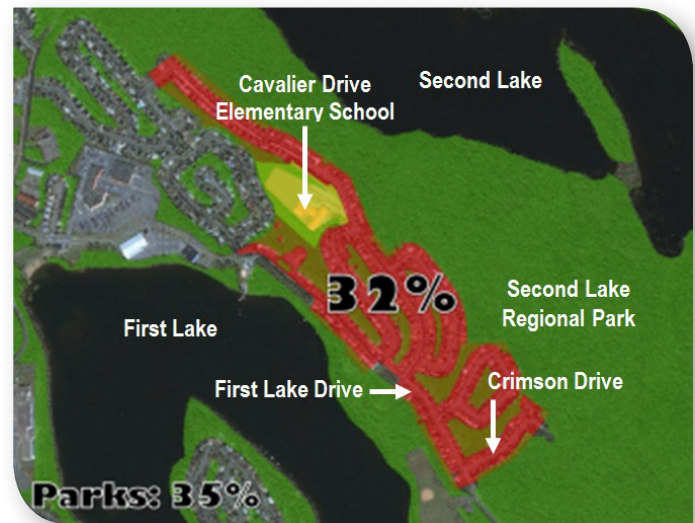 Second Lake
Cavalier Drive
Elementary School
32%
Second Lake
Regional Park
First Lake
First Lake Drive
Crimson Drive
Parks: 35%